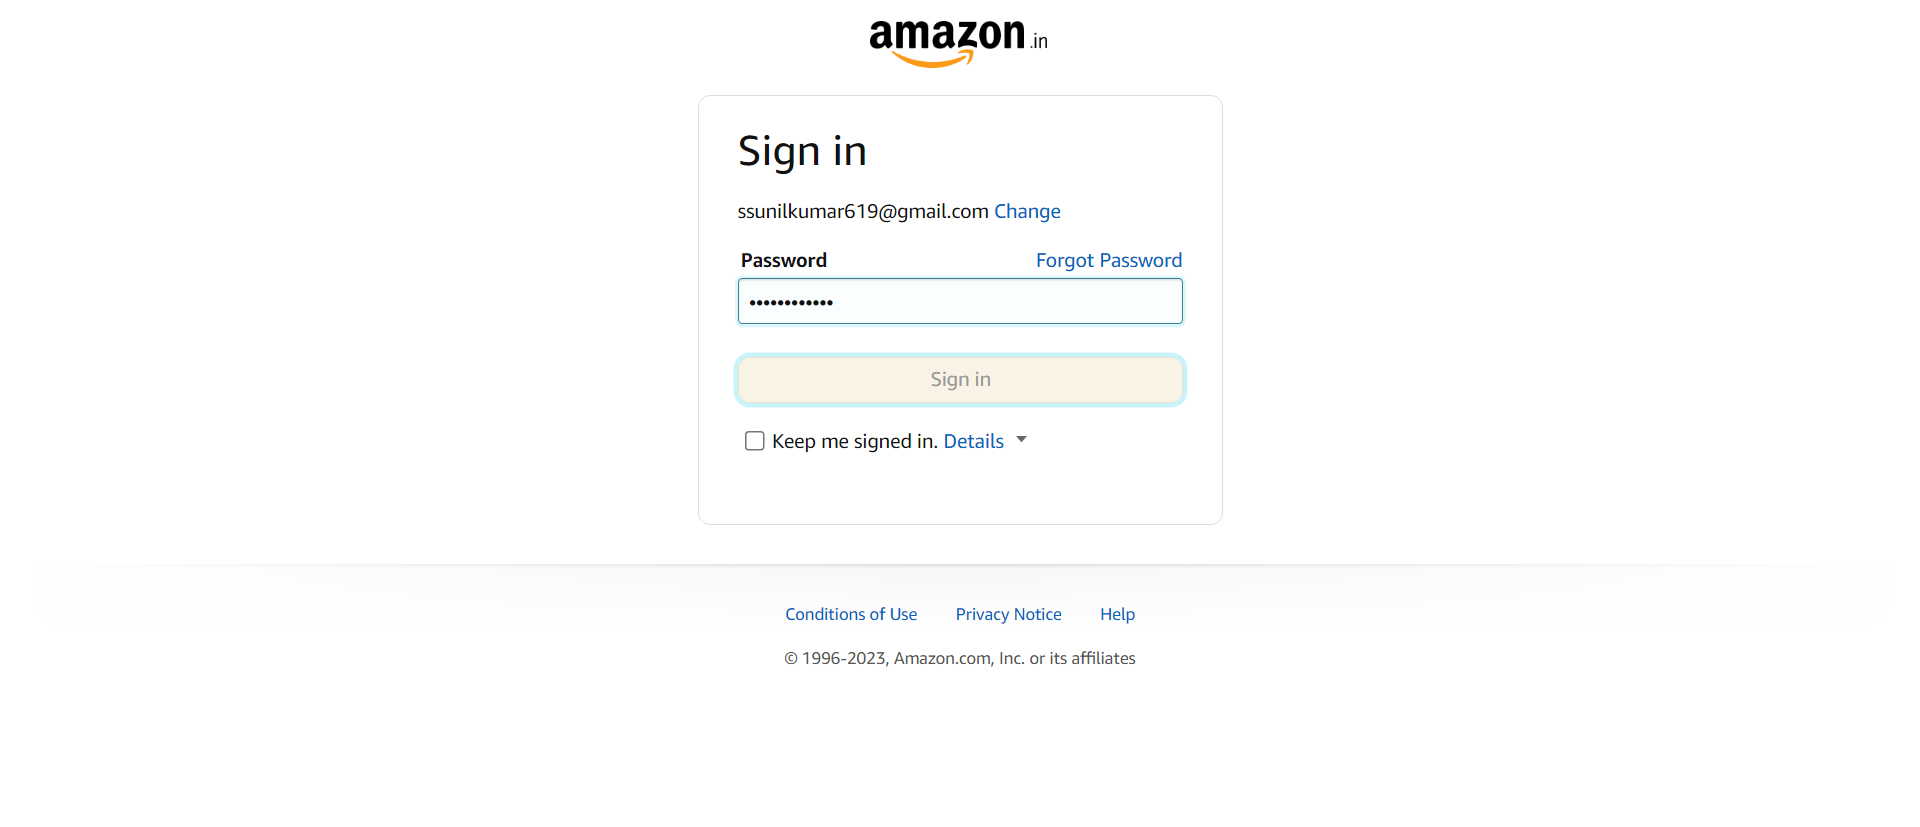 amazon.in
Sign in
ssunilkumar619@gmail.com Change
Password Forgot Password
••••••••••••
Sign in
Keep me signed in. Details
Conditions of Use Privacy Notice Help
© 1996-2023, Amazon.com, Inc. or its affiliates